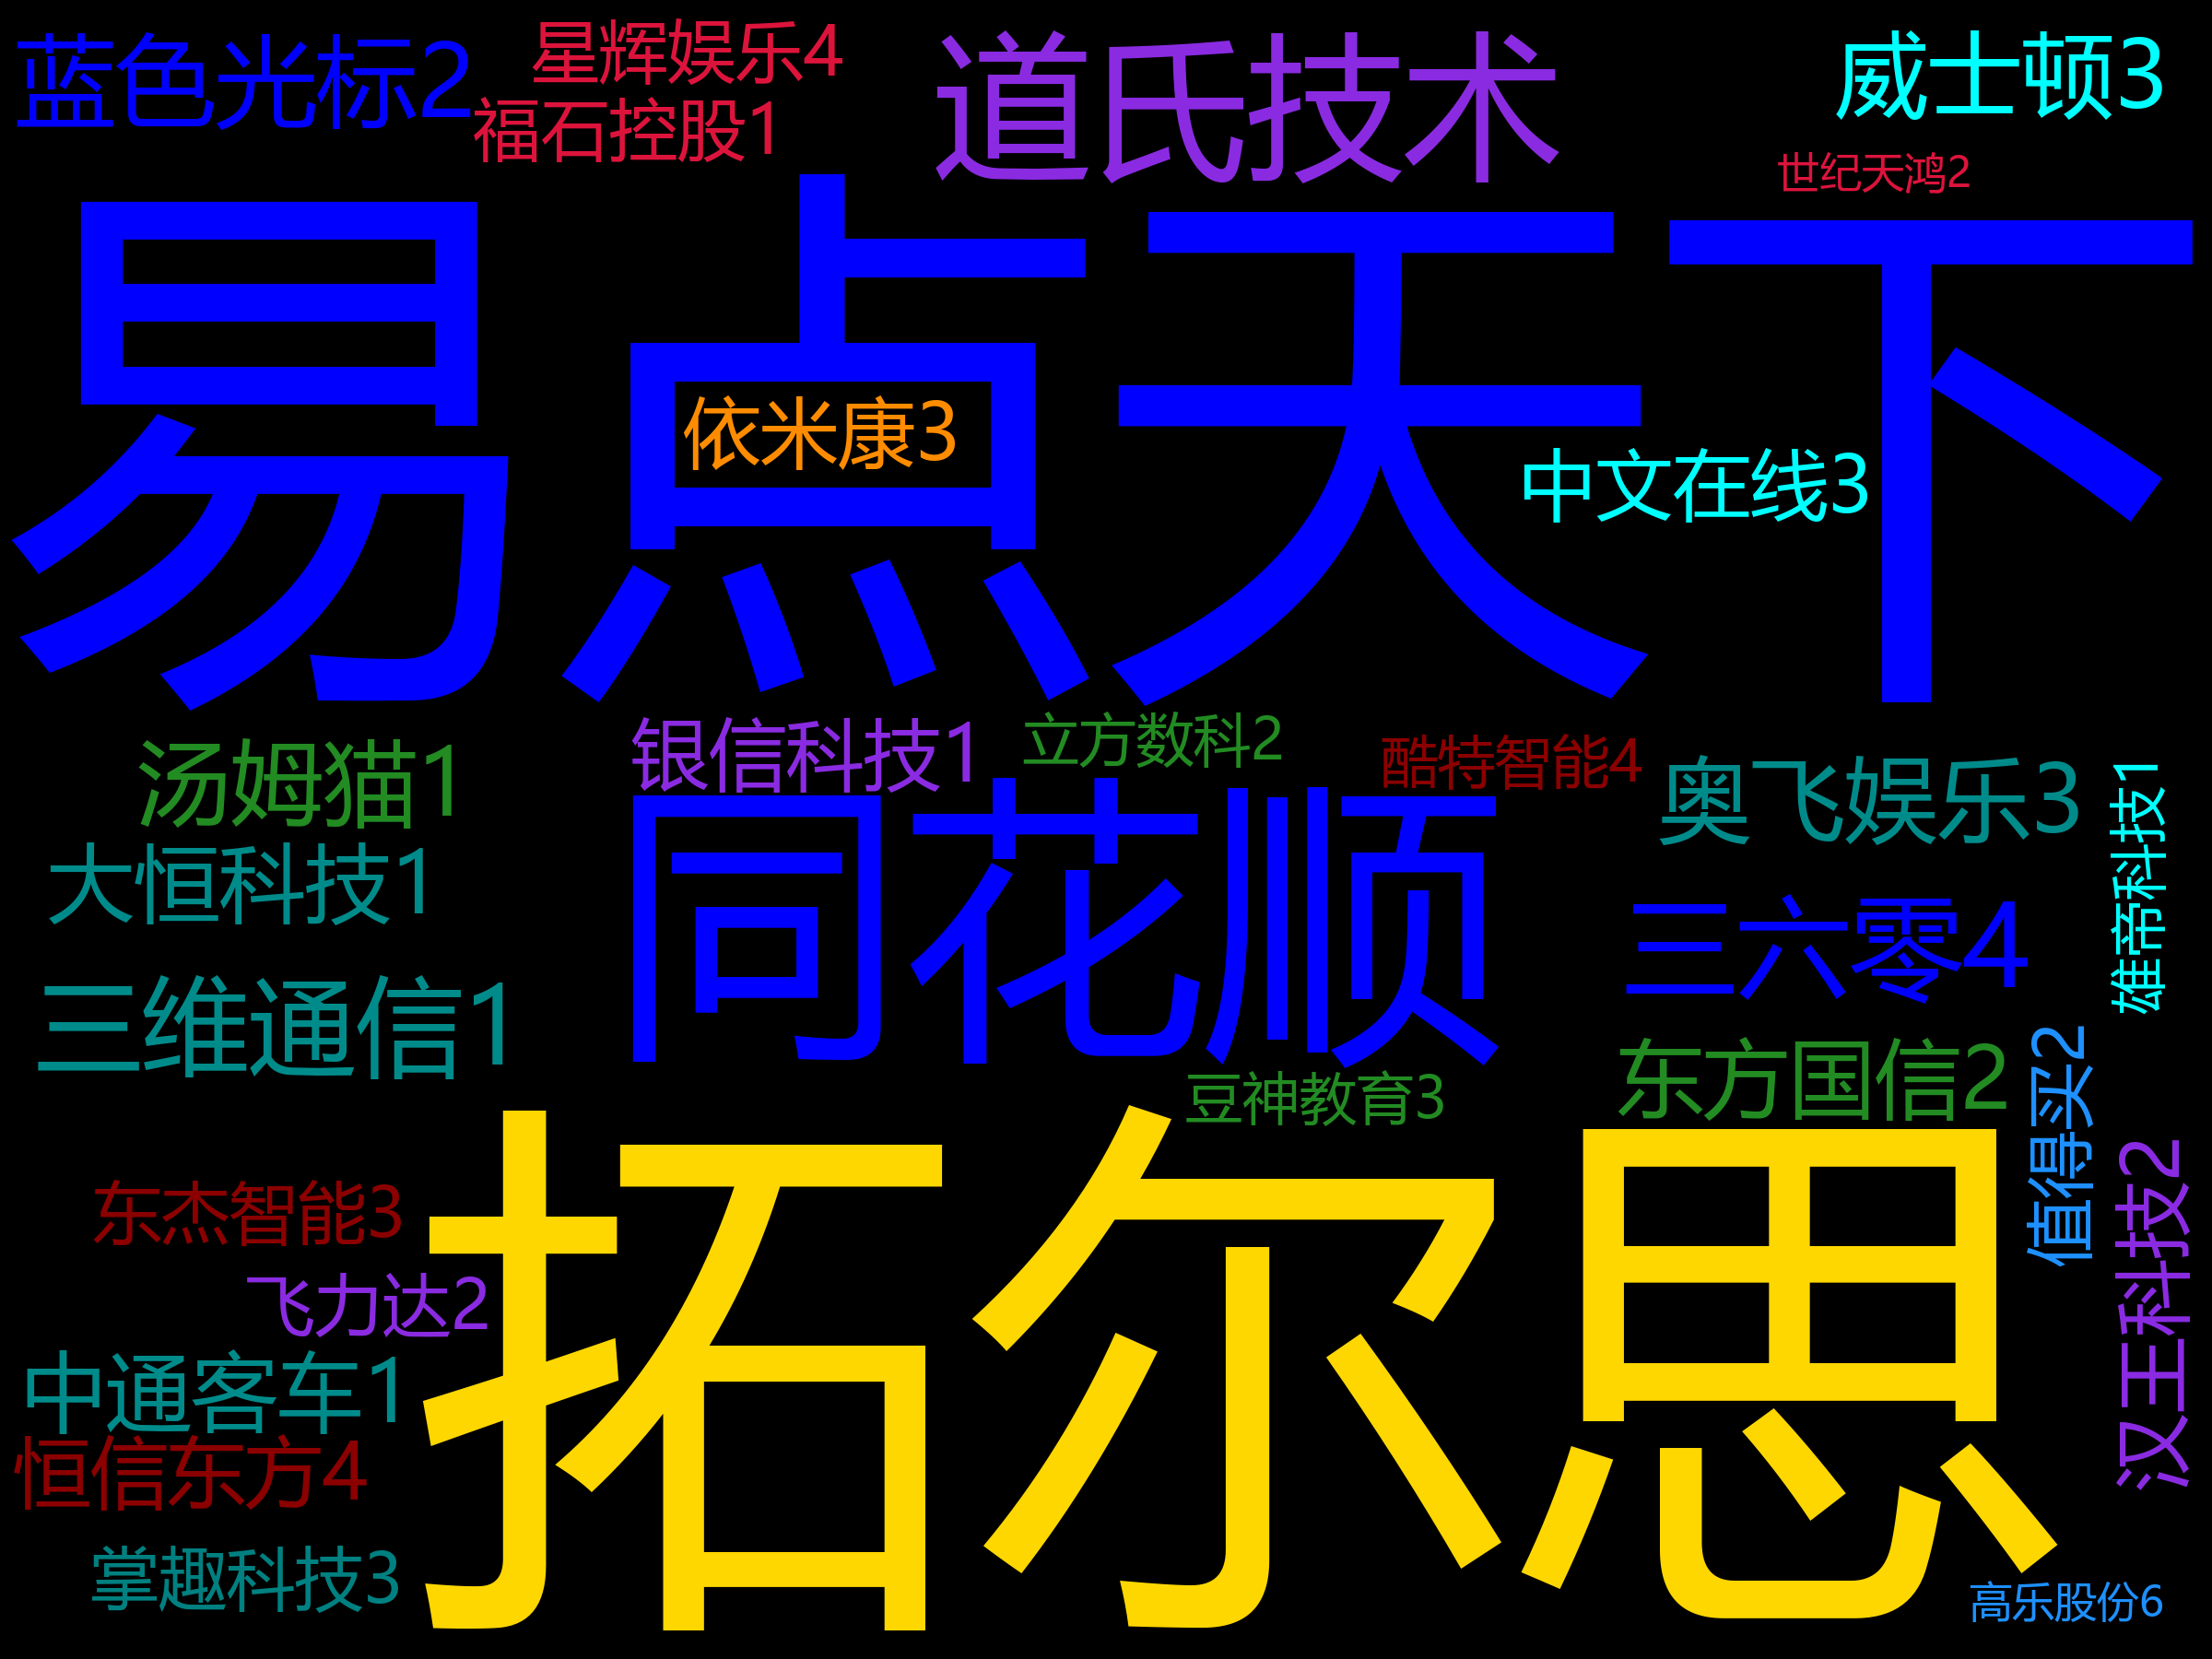 蓝色光标2
星辉娱乐4
福石控股1
道氏技术
威士顿3
世纪天鸿2
易点天下
依米康3
中文在线3
汤姆猫1
银信科技1
立方数科2
酷特智能4
奥飞娱乐3
维帝科技1
大恒科技1
同花顺
三六零4
三维通信1
东方国信2
值得买2
豆神教育3
汉王科技2
拓尔思
东杰智能3
飞力达2
中通客车1
恒信东方4
掌趣科技3
高乐股份6